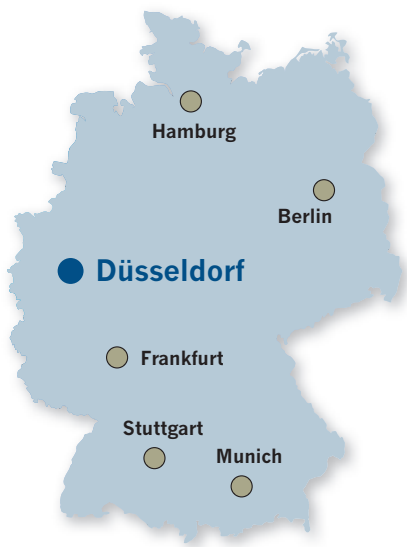 Hamburg
Berlin
Düsseldorf
Frankfurt
Stuttgart
Munich